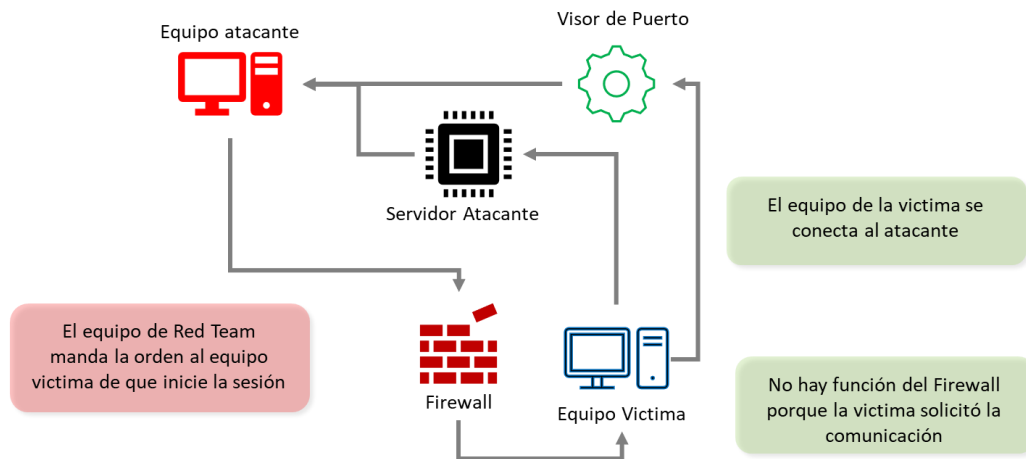 Equipo atacante
Visor de Puerto
Servidor Atacante
El equipo de la victima se
conecta al atacante
El equipo de Red Team
manda la orden al equipo
victima de que inicie la sesión
Firewall
Equipo Victima
No hay función del Firewall
porque la victima solicitó la
comunicación